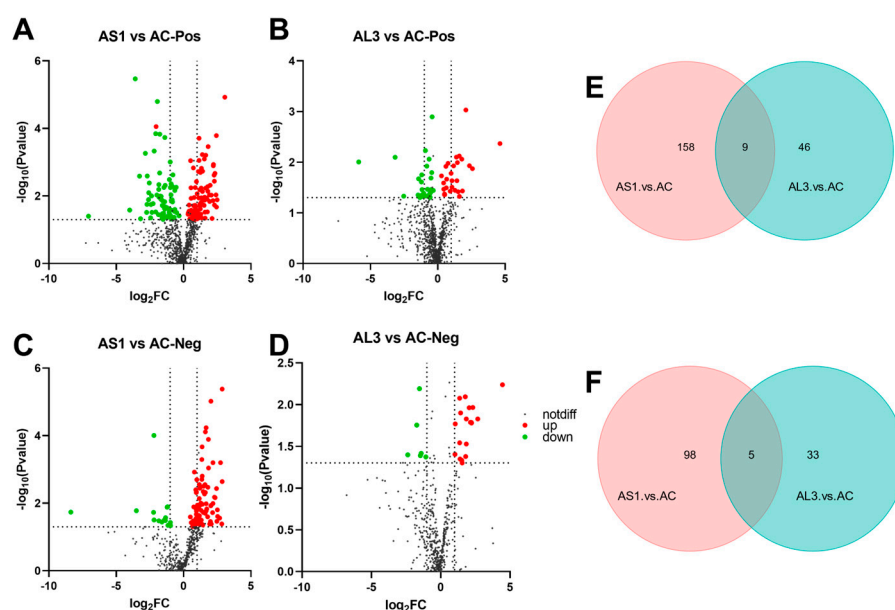 A
AS1 vs AC-Pos
-log10(Pvalue)
6
4
2
0
-10
-5
0
5
log2FC
B
AL3 vs AC-Pos
-log10(Pvalue)
4
3
2
1
0
-10
-5
0
5
log2FC
E
158
9
46
AS1.vs.AC
AL3.vs.AC
C
AS1 vs AC-Neg
-log10(Pvalue)
6
4
2
0
-10
-5
0
5
log2FC
D
AL3 vs AC-Neg
-log10(Pvalue)
2.5
2.0
1.5
1.0
0.5
0.0
-10
-5
0
5
log2FC
notdiff
up
down
F
98
5
33
AS1.vs.AC
AL3.vs.AC